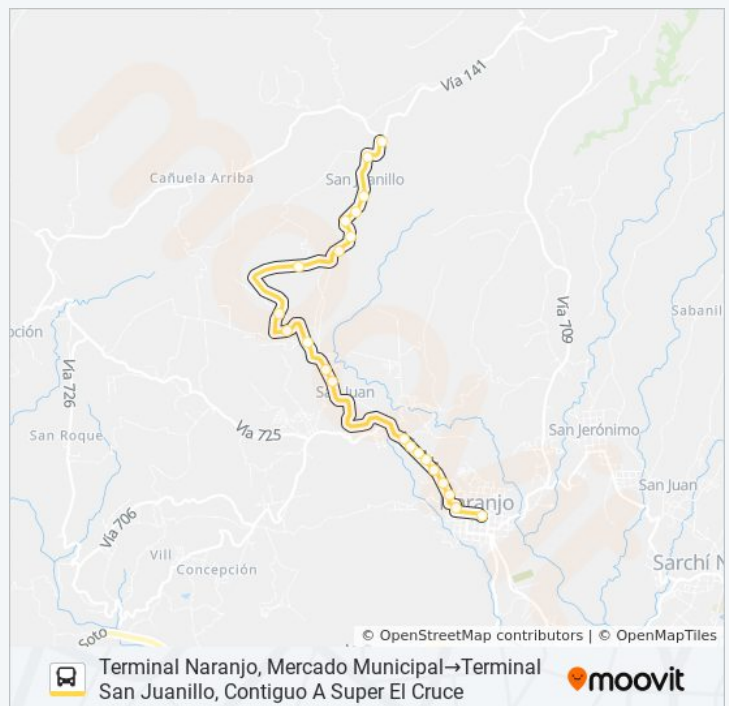 Vía 141
Cañuela Arriba
San Juanillo
Vía 709
Sabanil
pción
Vía 726
San Juan
San Roque
Vía 725
San Jerónimo
Naranjo
San Juan
Vía 706
Vill
Concepción
Sarchí N
Soto
© OpenStreetMap contributors | © OpenMapTiles
Terminal Naranjo, Mercado Municipal→Terminal
San Juanillo, Contiguo A Super El Cruce
moovit